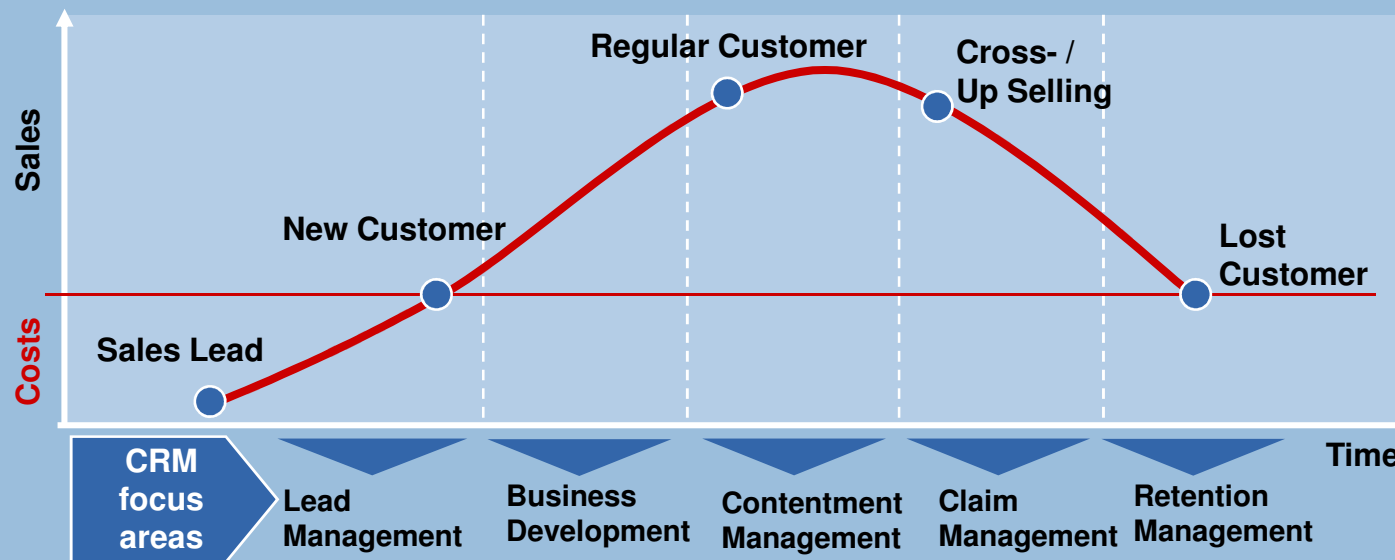 Sales
Costs
Regular Customer
Cross- /
Up Selling
New Customer
Lost
Customer
Sales Lead
Time
CRM
focus
areas
Lead
Management
Business
Development
Contentment
Management
Claim
Management
Retention
Management